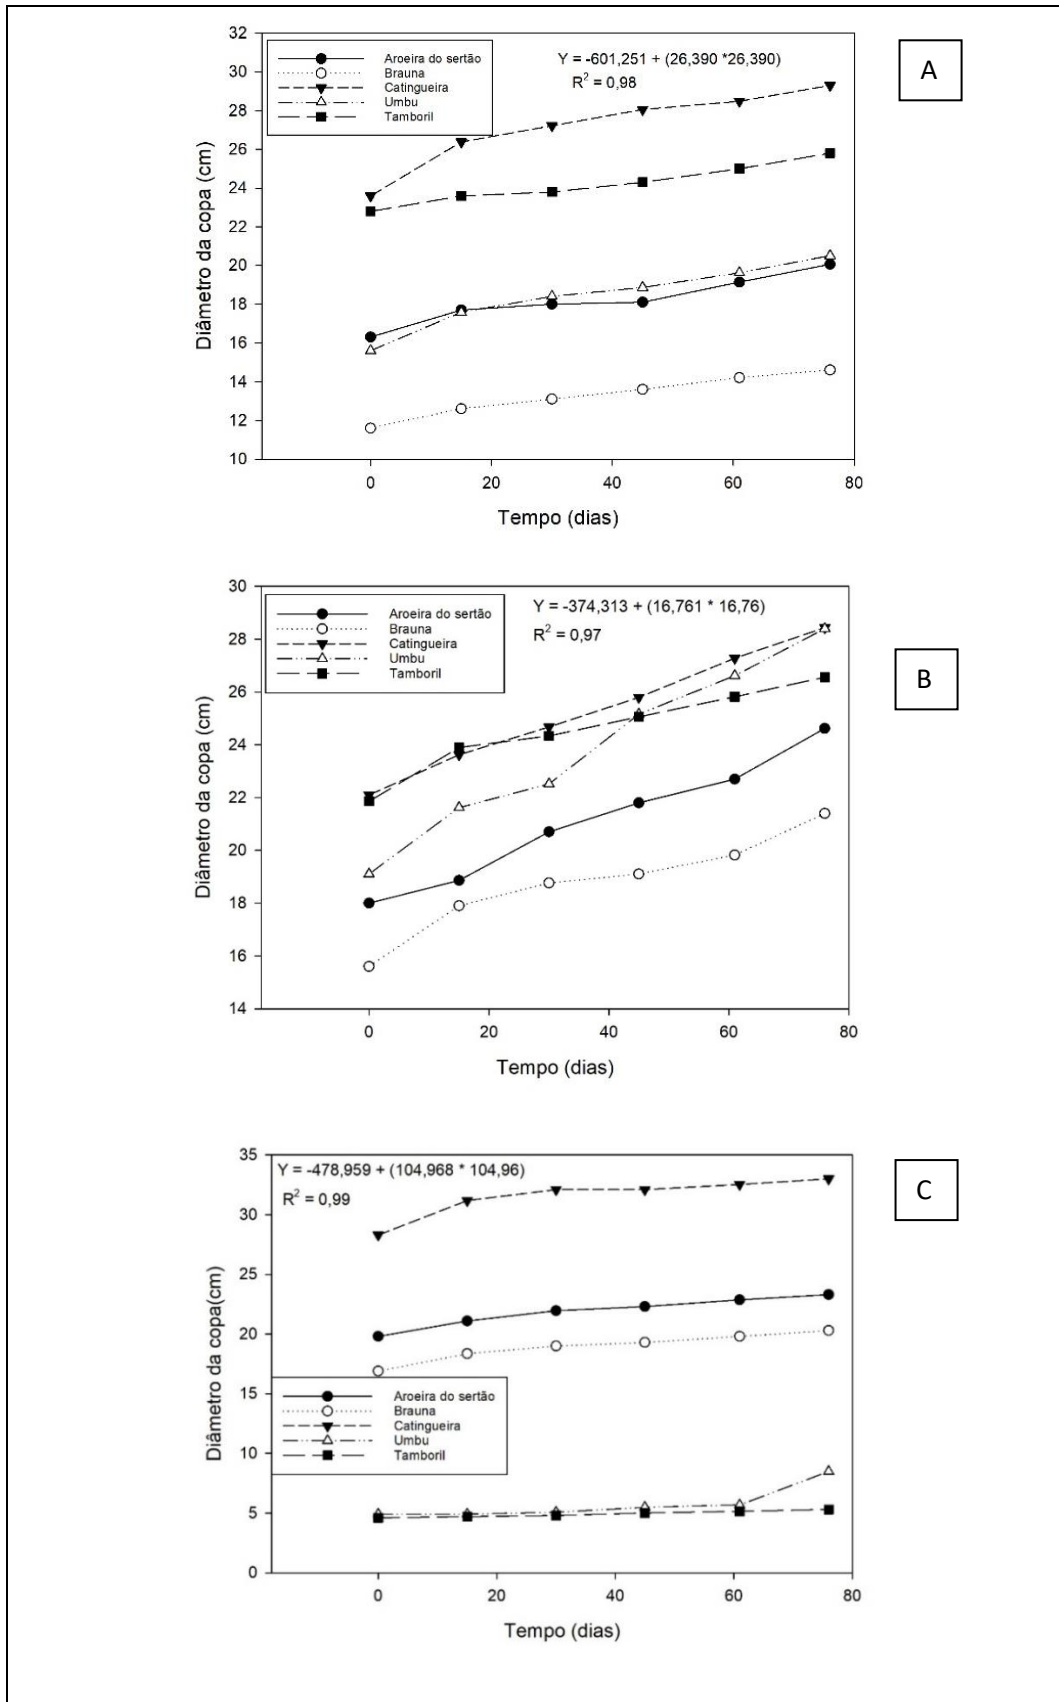 32
30
28
26
24
22
20
18
16
14
12
10
Diâmetro da copa (cm)
Aroeira do sertão
Brauna
Catingueira
Umbu
Tamboril
Y = -601,251 + (26,390 *26,390)
R² = 0,98
A
0 20 40 60 80
Tempo (dias)
30
28
26
24
22
20
18
16
14
Diâmetro da copa (cm)
Aroeira do sertão
Brauna
Catingueira
Umbu
Tamboril
Y = -374,313 + (16,761 * 16,76)
R² = 0,97
B
0 20 40 60 80
Tempo (dias)
35
30
25
20
15
10
5
0
Diâmetro da copa(cm)
Y = -478,959 + (104,968 * 104,96)
R² = 0,99
C
Aroeira do sertão
Brauna
Catingueira
Umbu
Tamboril
0 20 40 60 80
Tempo (dias)